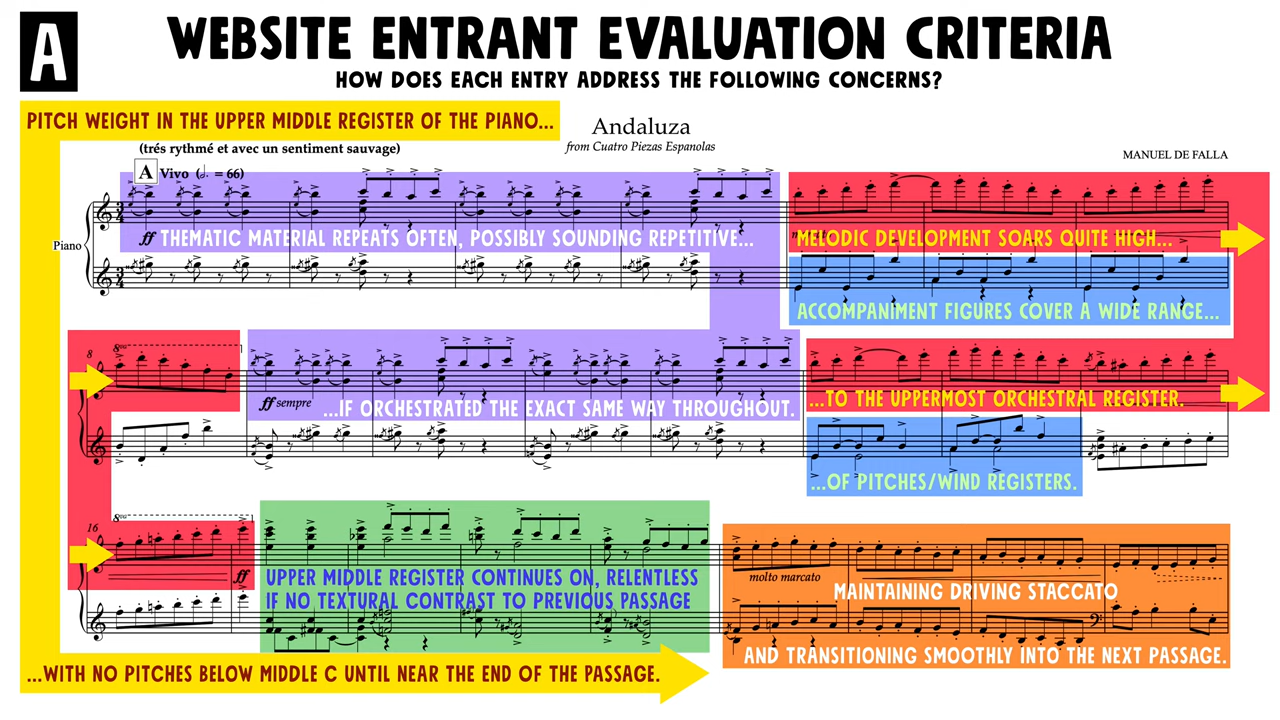 A
WEBSITE ENTRANT EVALUATION CRITERIA
HOW DOES EACH ENTRY ADDRESS THE FOLLOWING CONCERNS?
PITCH WEIGHT IN THE UPPER MIDDLE REGISTER OF THE PIANO...
Andaluza
from Cuatro Piezas Espanolas
(trés rythmé et avec un sentiment sauvage)
MANUEL DE FALLA
A Vivo (𝅗𝅥. = 66)
3 4
Piano
ff THEMATIC MATERIAL REPEATS OFTEN, POSSIBLY SOUNDING REPETITIVE...
MELODIC DEVELOPMENT SOARS QUITE HIGH...
3 4
ACCOMPANIMENT FIGURES COVER A WIDE RANGE...
8
8va
ff sempre
...IF ORCHESTRATED THE EXACT SAME WAY THROUGHOUT.
...TO THE UPPERMOST ORCHESTRAL REGISTER.
...OF PITCHES/WIND REGISTERS.
16
8va
ff
UPPER MIDDLE REGISTER CONTINUES ON, RELENTLESS
IF NO TEXTURAL CONTRAST TO PREVIOUS PASSAGE
molto marcato
MAINTAINING DRIVING STACCATO
AND TRANSITIONING SMOOTHLY INTO THE NEXT PASSAGE.
...WITH NO PITCHES BELOW MIDDLE C UNTIL NEAR THE END OF THE PASSAGE.